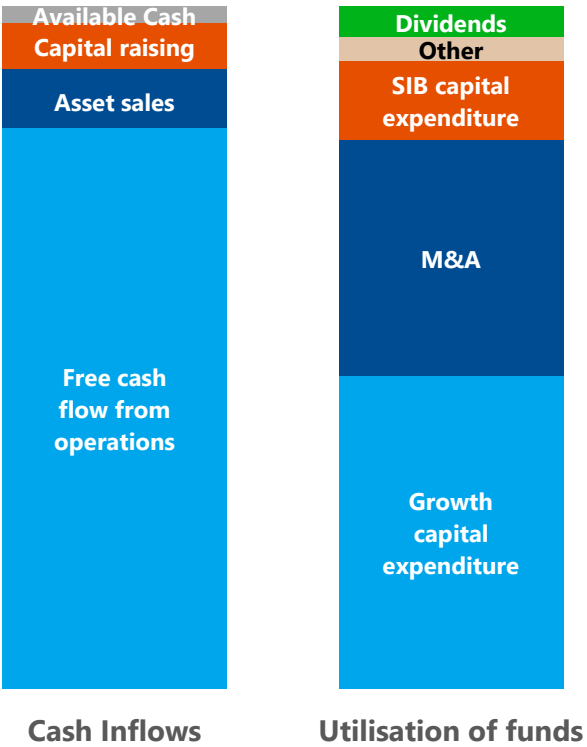 Available Cash
Capital raising
Asset sales
Free cash
flow from
operations
Cash Inflows
Dividends
Other
SIB capital
expenditure
M&A
Growth
capital
expenditure
Utilisation of funds